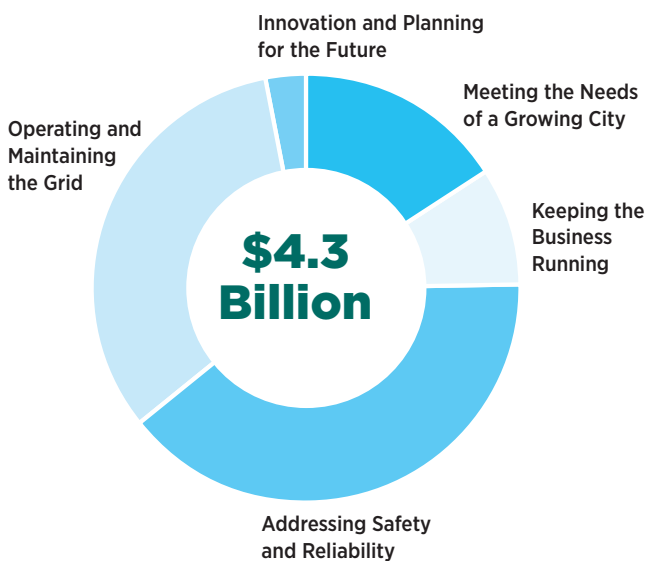 Innovation and Planning
for the Future
Meeting the Needs
of a Growing City
Operating and
Maintaining
the Grid
Keeping the
Business
Running
$4.3
Billion
Addressing Safety
and Reliability